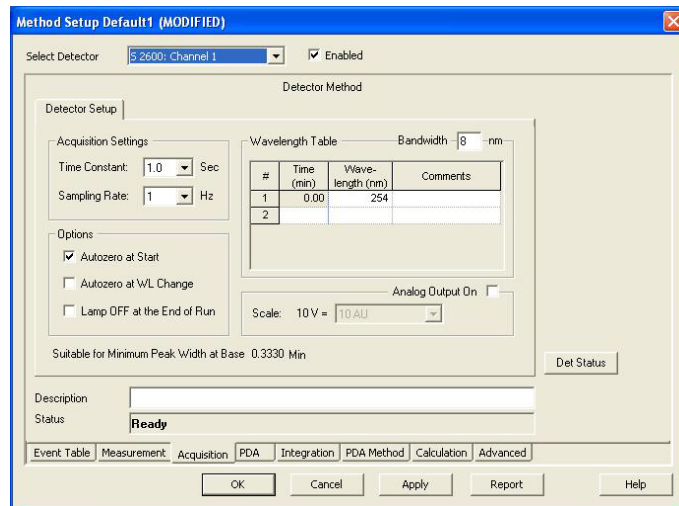 Method Setup Default1 (MODIFIED)
Select Detector S 2600: Channel 1 Enabled
Detector Method
Detector Setup
Acquisition Settings
Time Constant: 1.0 Sec
Sampling Rate: 1 Hz
Options
Autozero at Start
Autozero at WL Change
Lamp OFF at the End of Run
Wavelength Table Bandwidth 8 nm
# Time (min) Wave-length (nm) Comments
1 0.00 254
2
Analog Output On
Scale: 10 V = 10 AU
Suitable for Minimum Peak Width at Base 0.3330 Min
Det Status
Description
Status Ready
Event Table Measurement Acquisition PDA Integration PDA Method Calculation Advanced
OK Cancel Apply Report Help